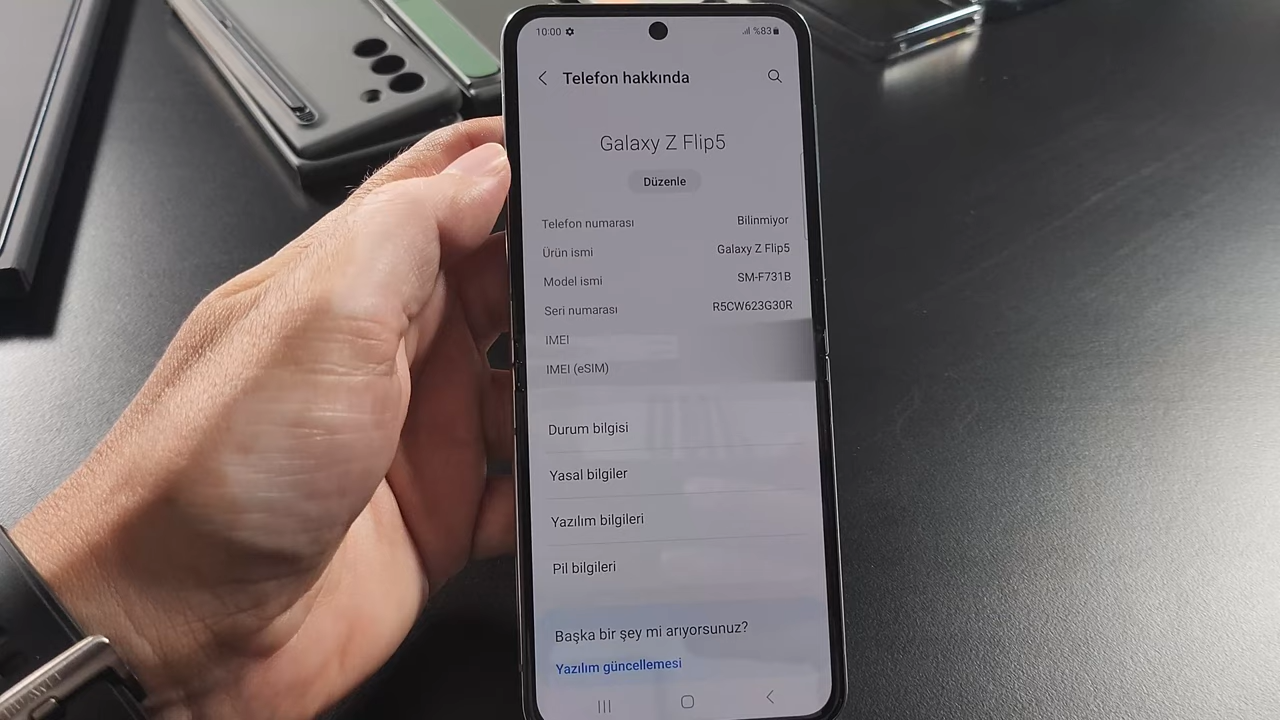 10:00 %83
Telefon hakkında
Galaxy Z Flip5
Düzenle
Telefon numarası Bilinmiyor
Ürün ismi Galaxy Z Flip5
Model ismi SM-F731B
Seri numarası R5CW623G30R
IMEI
IMEI (eSIM)
Durum bilgisi
Yasal bilgiler
Yazılım bilgileri
Pil bilgileri
Başka bir şey mi arıyorsunuz?
Yazılım güncellemesi